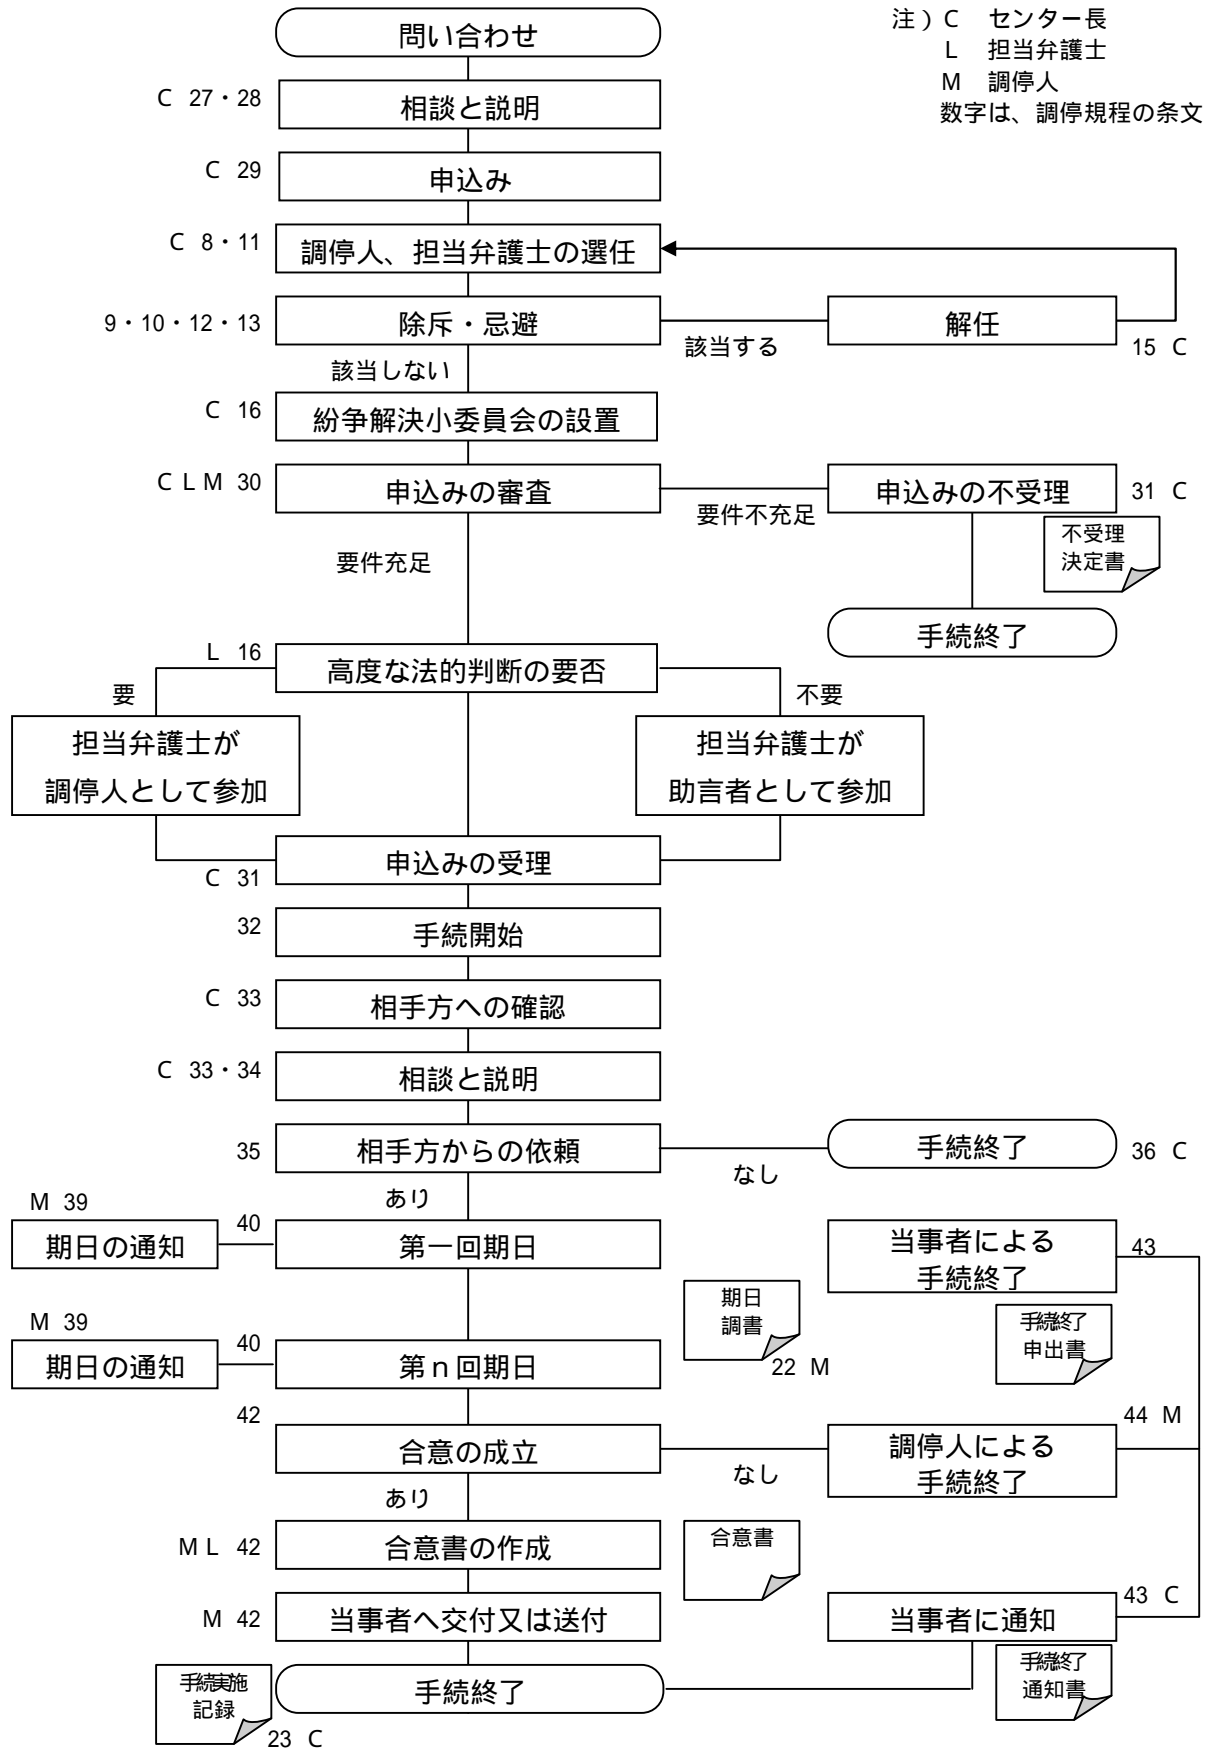 問い合わせ
注）C　センター長
L　担当弁護士
M　調停人
数字は、調停規程の条文
C 27・28
相談と説明
C 29
申込み
C 8・11
調停人、担当弁護士の選任
9・10・12・13
除斥・忌避
該当する
解任
15 C
該当しない
C 16
紛争解決小委員会の設置
C L M 30
申込みの審査
要件不充足
申込みの不受理
31 C
不受理
決定書
要件充足
手続終了
L 16
高度な法的判断の要否
要
不要
担当弁護士が
調停人として参加
担当弁護士が
助言者として参加
申込みの受理
C 31
32
手続開始
C 33
相手方への確認
C 33・34
相談と説明
35
相手方からの依頼
なし
手続終了
36 C
あり
M 39
期日の通知
40
第一回期日
当事者による
手続終了
43
期日
調書
22 M
手続終了
申出書
M 39
期日の通知
40
第ｎ回期日
42
合意の成立
なし
調停人による
手続終了
44 M
あり
M L 42
合意書の作成
合意書
M 42
当事者へ交付又は送付
当事者に通知
43 C
手続終了
通知書
手続実施
記録
23 C
手続終了